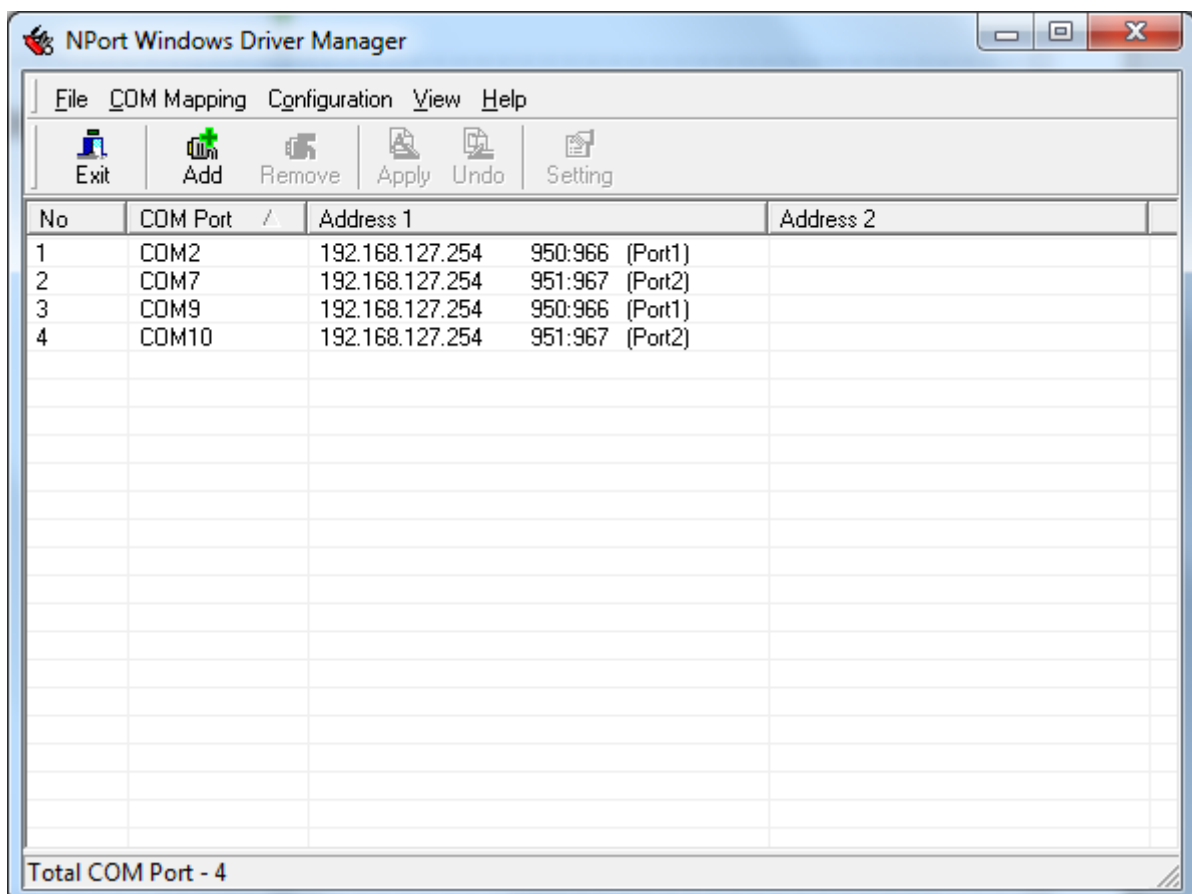 NPort Windows Driver Manager
File COM Mapping Configuration View Help
Exit Add Remove Apply Undo Setting
No COM Port Address 1 Address 2
1 COM2 192.168.127.254 950:966 (Port1)
2 COM7 192.168.127.254 951:967 (Port2)
3 COM9 192.168.127.254 950:966 (Port1)
4 COM10 192.168.127.254 951:967 (Port2)
Total COM Port - 4